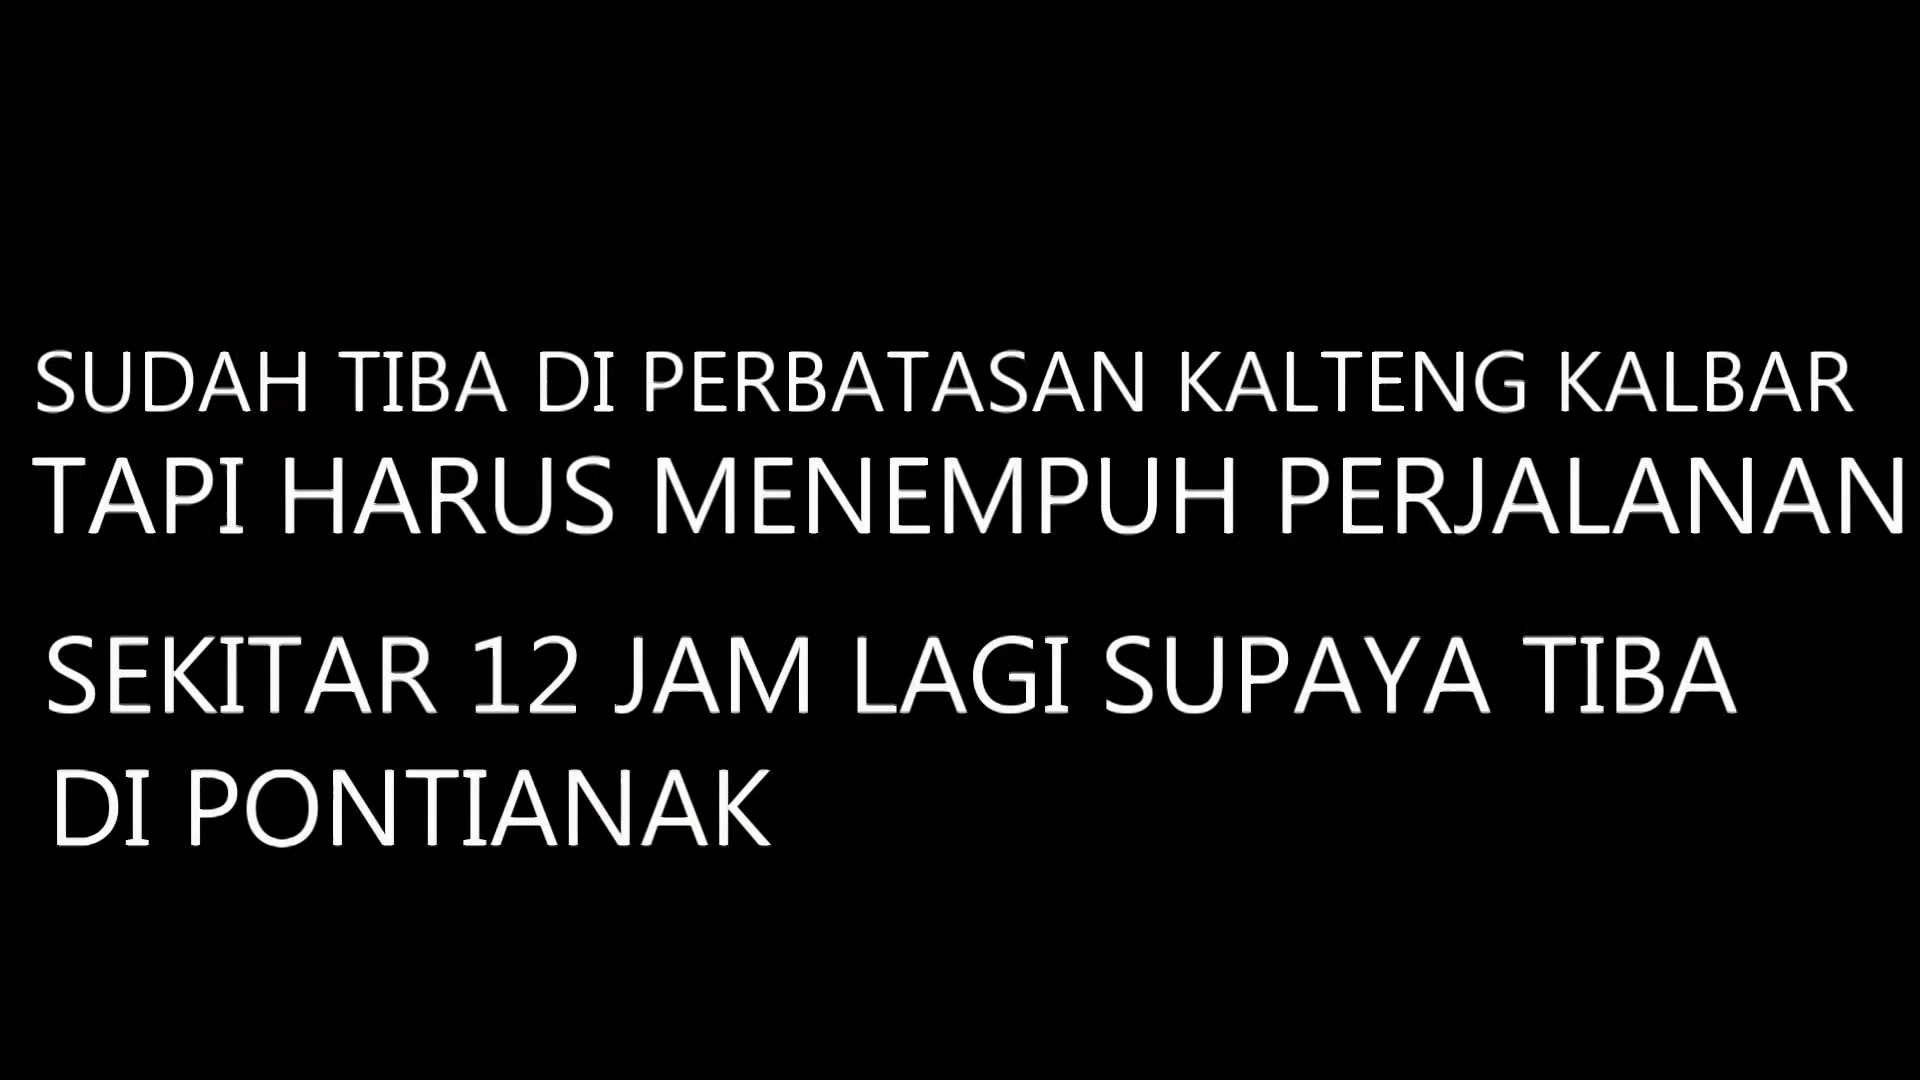 SUDAH TIBA DI PERBATASAN KALTENG KALBAR
TAPI HARUS MENEMPUH PERJALANAN
SEKITAR 12 JAM LAGI SUPAYA TIBA
DI PONTIANAK